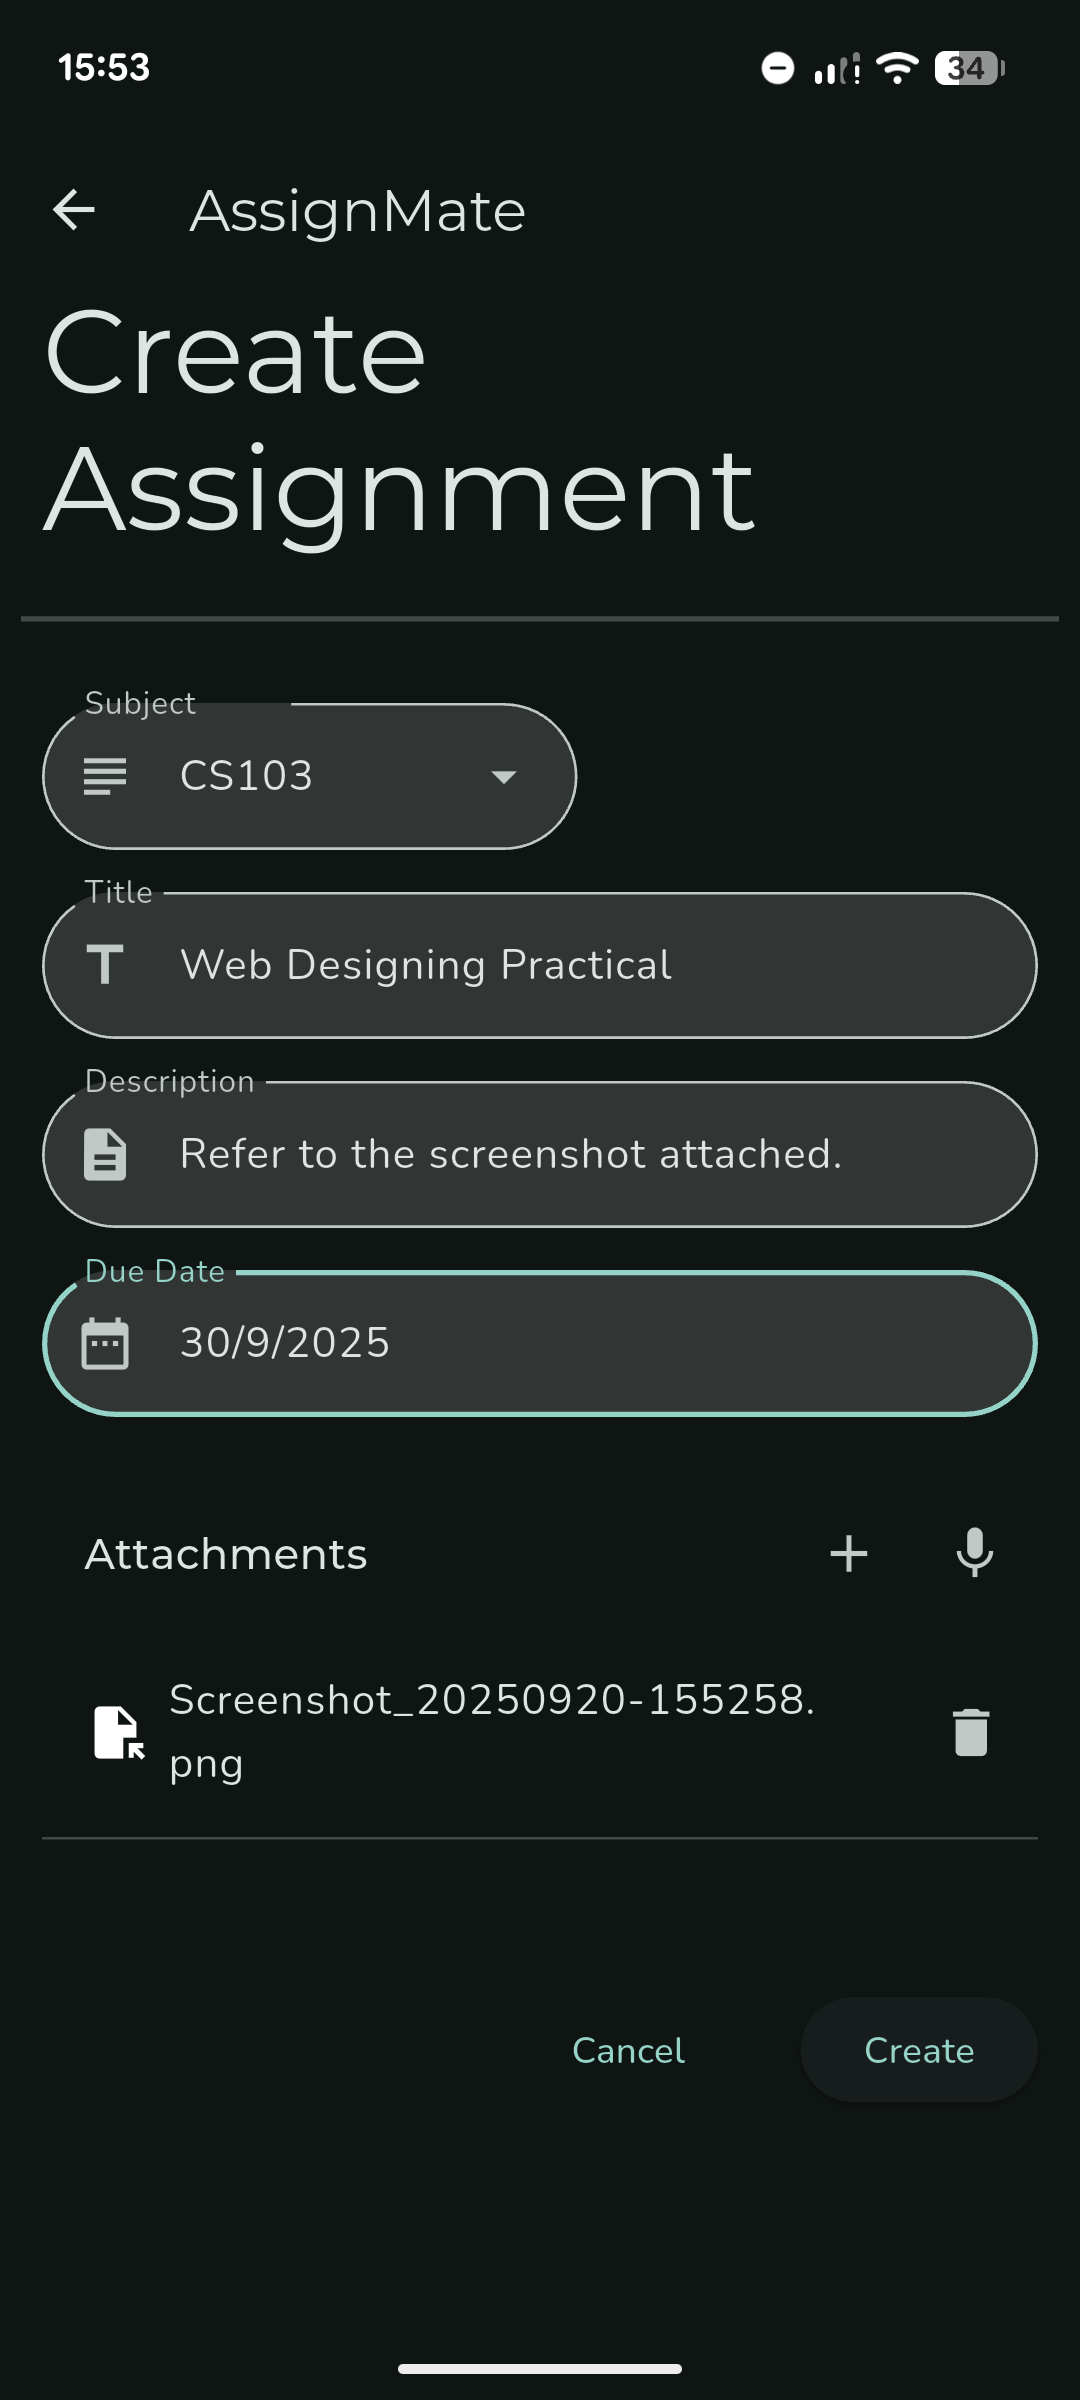 15:53
34
AssignMate
Create
Assignment
Subject
CS103
Title
Web Designing Practical
Description
Refer to the screenshot attached.
Due Date
30/9/2025
Attachments
Screenshot_20250920-155258.
png
Cancel
Create